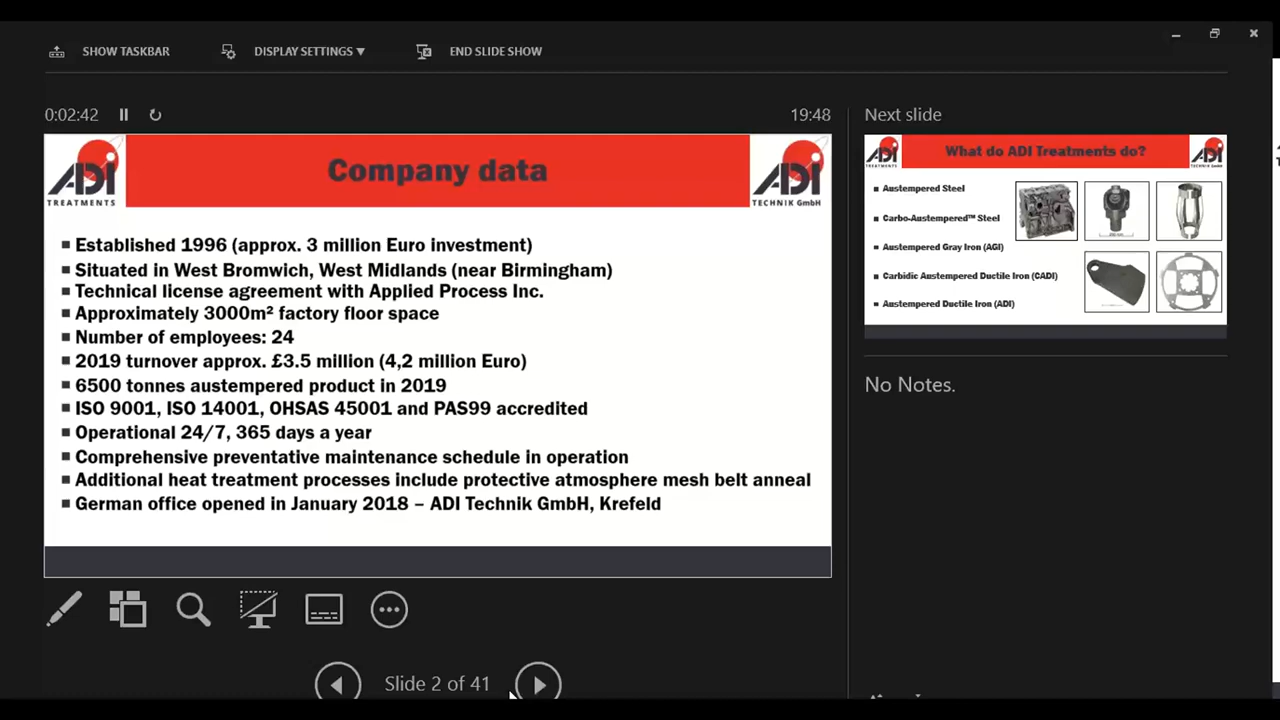 SHOW TASKBAR
DISPLAY SETTINGS ▼
END SLIDE SHOW
0:02:42
19:48
ADI
TREATMENTS
Company data
ADI
TECHNIK GmbH
■ Established 1996 (approx. 3 million Euro investment)
■ Situated in West Bromwich, West Midlands (near Birmingham)
■ Technical license agreement with Applied Process Inc.
■ Approximately 3000m² factory floor space
■ Number of employees: 24
■ 2019 turnover approx. £3.5 million (4,2 million Euro)
■ 6500 tonnes austempered product in 2019
■ ISO 9001, ISO 14001, OHSAS 45001 and PAS99 accredited
■ Operational 24/7, 365 days a year
■ Comprehensive preventative maintenance schedule in operation
■ Additional heat treatment processes include protective atmosphere mesh belt anneal
■ German office opened in January 2018 – ADI Technik GmbH, Krefeld
Slide 2 of 41
Next slide
ADI
TREATMENTS
What do ADI Treatments do?
ADI
TECHNIK GmbH
■ Austempered Steel
■ Carbo-Austempered™ Steel
■ Austempered Gray Iron (AGI)
■ Carbidic Austempered Ductile Iron (CADI)
■ Austempered Ductile Iron (ADI)
No Notes.